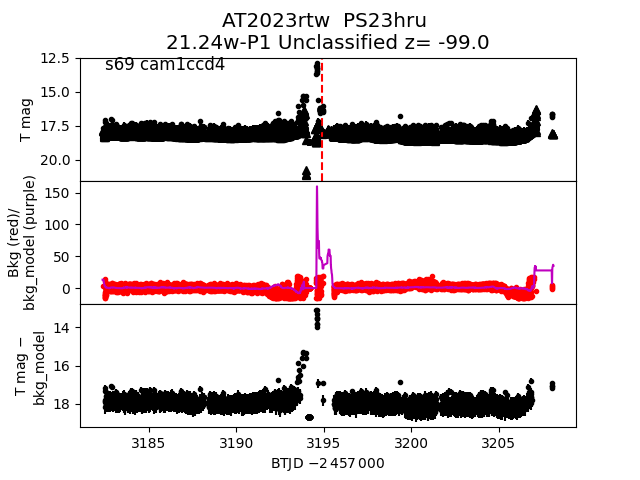 AT2023rtw  PS23hru
21.24w-P1 Unclassified z= -99.0
s69 cam1ccd4
T mag
12.5
15.0
17.5
20.0
Bkg (red)/
bkg_model (purple)
150
100
50
0
T mag −
bkg_model
14
16
18
3185 3190 3195 3200 3205
BTJD −2 457 000